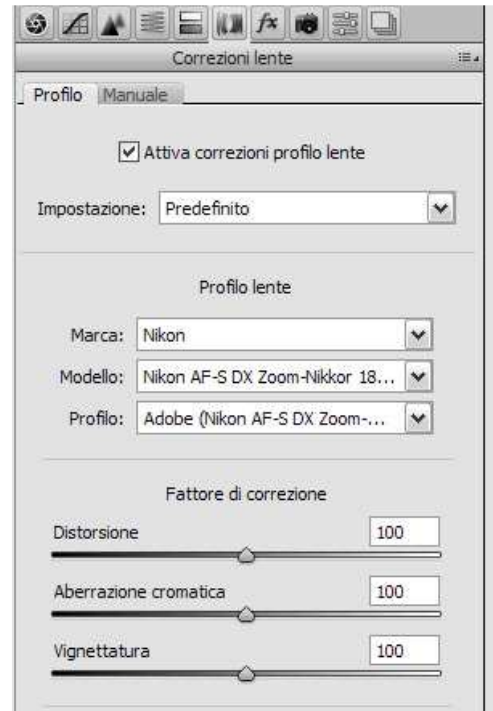 fx
Correzioni lente
Profilo Manuale
Attiva correzioni profilo lente
Impostazione: Predefinito
Profilo lente
Marca: Nikon
Modello: Nikon AF-S DX Zoom-Nikkor 18...
Profilo: Adobe (Nikon AF-S DX Zoom-...
Fattore di correzione
Distorsione 100
Aberrazione cromatica 100
Vignettatura 100